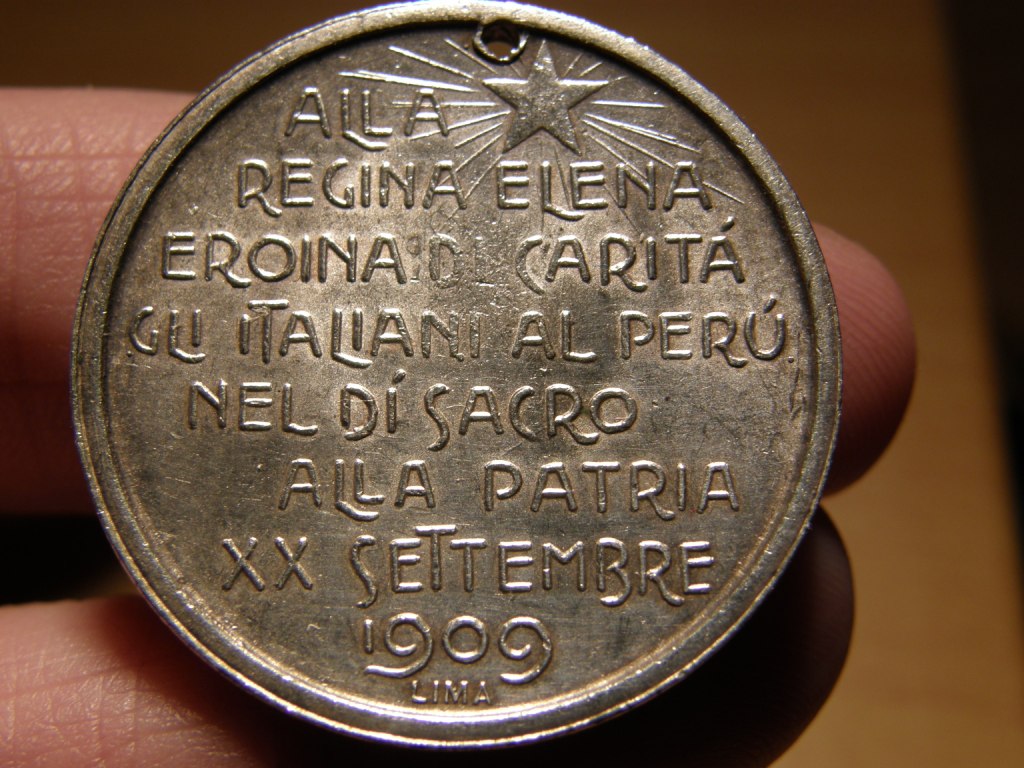 ALLA
REGINA ELENA
EROINA DI CARITÁ
GLI ITALIANI AL PERÚ
NEL DÍ SACRO
ALLA PATRIA
XX SETTEMBRE
1909
LIMA